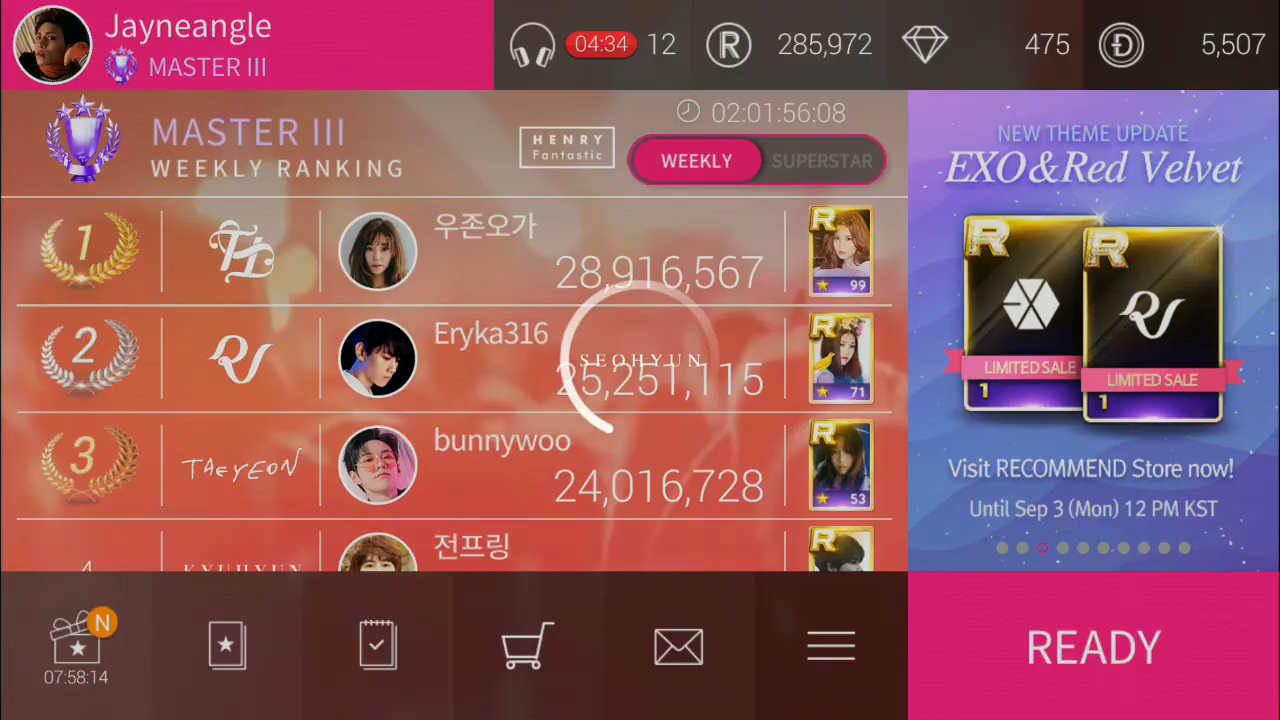 Jayneangle
MASTER III
04:34
12
R
285,972
475
Đ
5,507
MASTER III
WEEKLY RANKING
HENRY
Fantastic
02:01:56:08
WEEKLY
SUPERSTAR
1
우존오가
28,916,567
R
99
2
Eryka316
25,251,115
SEOHYUN
R
71
3
TAEYEON
bunnywoo
24,016,728
R
53
4
KYUHYUN
전프링
R
NEW THEME UPDATE
EXO&Red Velvet
R
R
LIMITED SALE
LIMITED SALE
1
1
Visit RECOMMEND Store now!
Until Sep 3 (Mon) 12 PM KST
N
07:58:14
READY